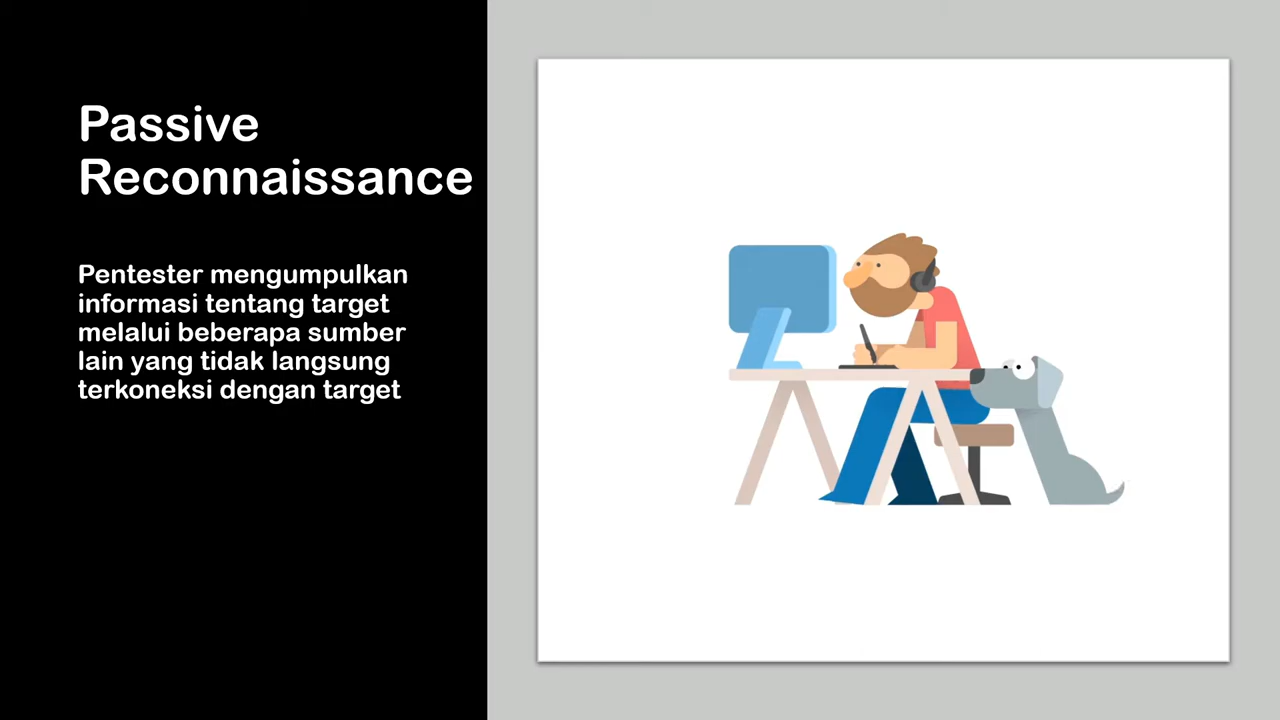 Passive
Reconnaissance
Pentester mengumpulkan
informasi tentang target
melalui beberapa sumber
lain yang tidak langsung
terkoneksi dengan target